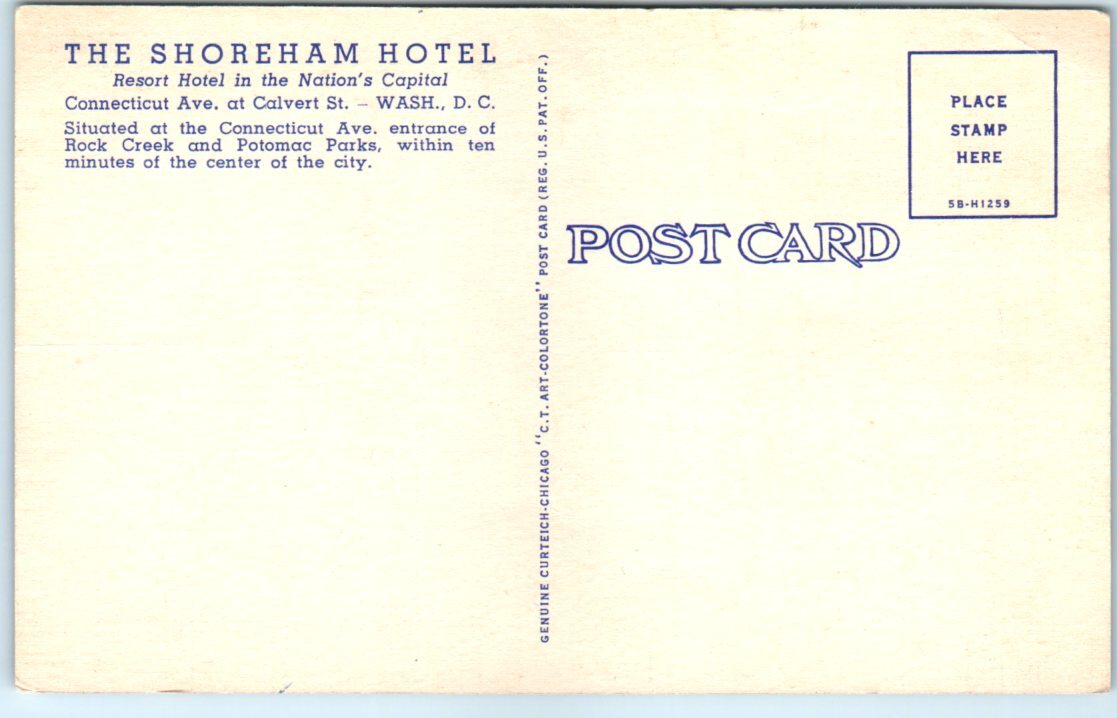 THE SHOREHAM HOTEL
Resort Hotel in the Nation's Capital
Connecticut Ave. at Calvert St. – WASH., D. C.
Situated at the Connecticut Ave. entrance of
Rock Creek and Potomac Parks, within ten
minutes of the center of the city.
GENUINE CURTEICH-CHICAGO "C.T. ART-COLORTONE" POST CARD (REG. U.S. PAT. OFF.)
POST CARD
PLACE
STAMP
HERE
5B-H1259